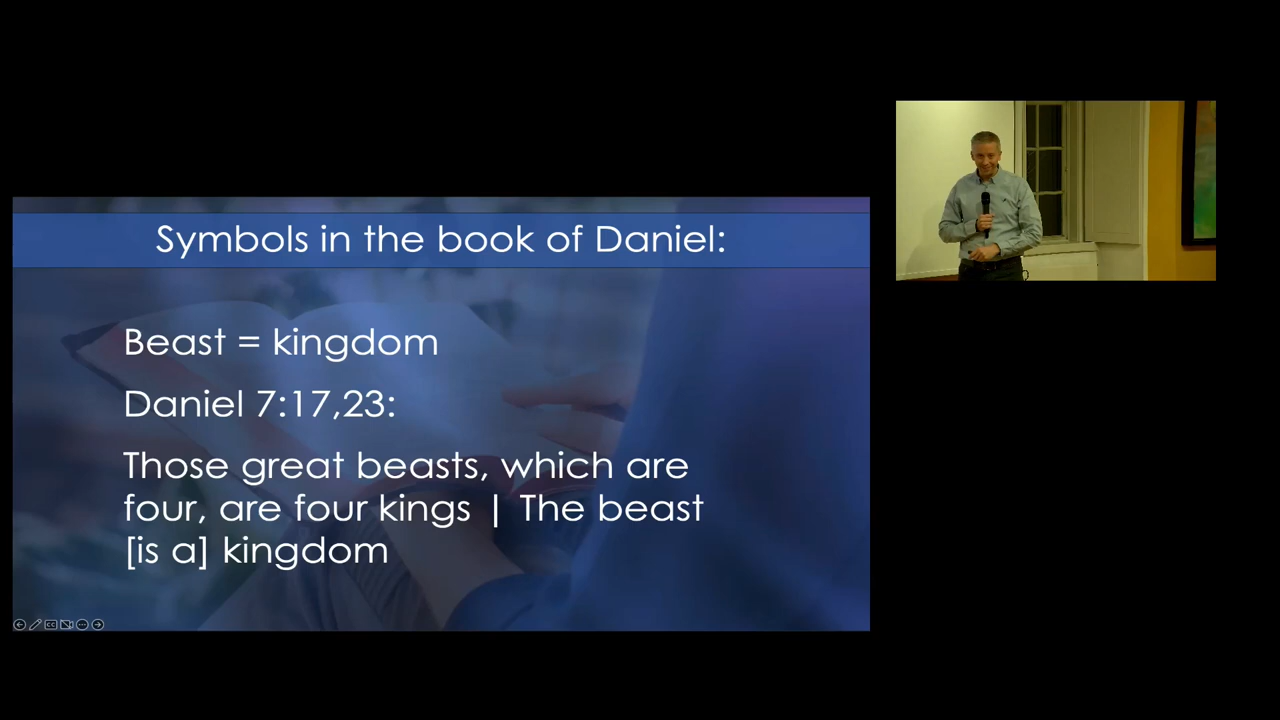 Symbols in the book of Daniel:
Beast = kingdom
Daniel 7:17,23:
Those great beasts, which are
four, are four kings | The beast
[is a] kingdom